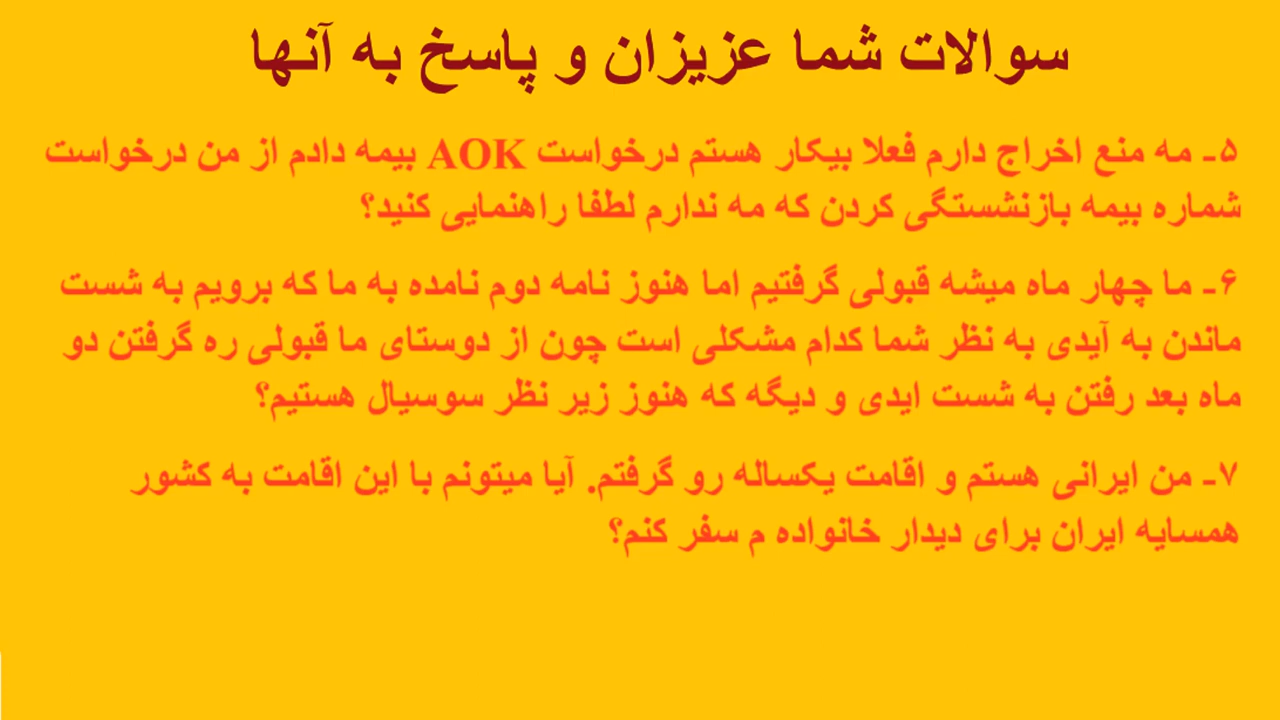 سوالات شما عزیزان و پاسخ به آنها
۵- مه منع اخراج دارم فعلا بیکار هستم درخواست AOK بیمه دادم از من درخواست
شماره بیمه بازنشستگی کردن که مه ندارم لطفا راهنمایی کنید؟
۶- ما چهار ماه میشه قبولی گرفتیم اما هنوز نامه دوم نامده به ما که برویم به شست
ماندن به آیدی به نظر شما کدام مشکلی است چون از دوستای ما قبولی ره گرفتن دو
ماه بعد رفتن به شست ایدی و دیگه که هنوز زیر نظر سوسیال هستیم؟
۷- من ایرانی هستم و اقامت یکساله رو گرفتم. آیا میتونم با این اقامت به کشور
همسایه ایران برای دیدار خانواده م سفر کنم؟